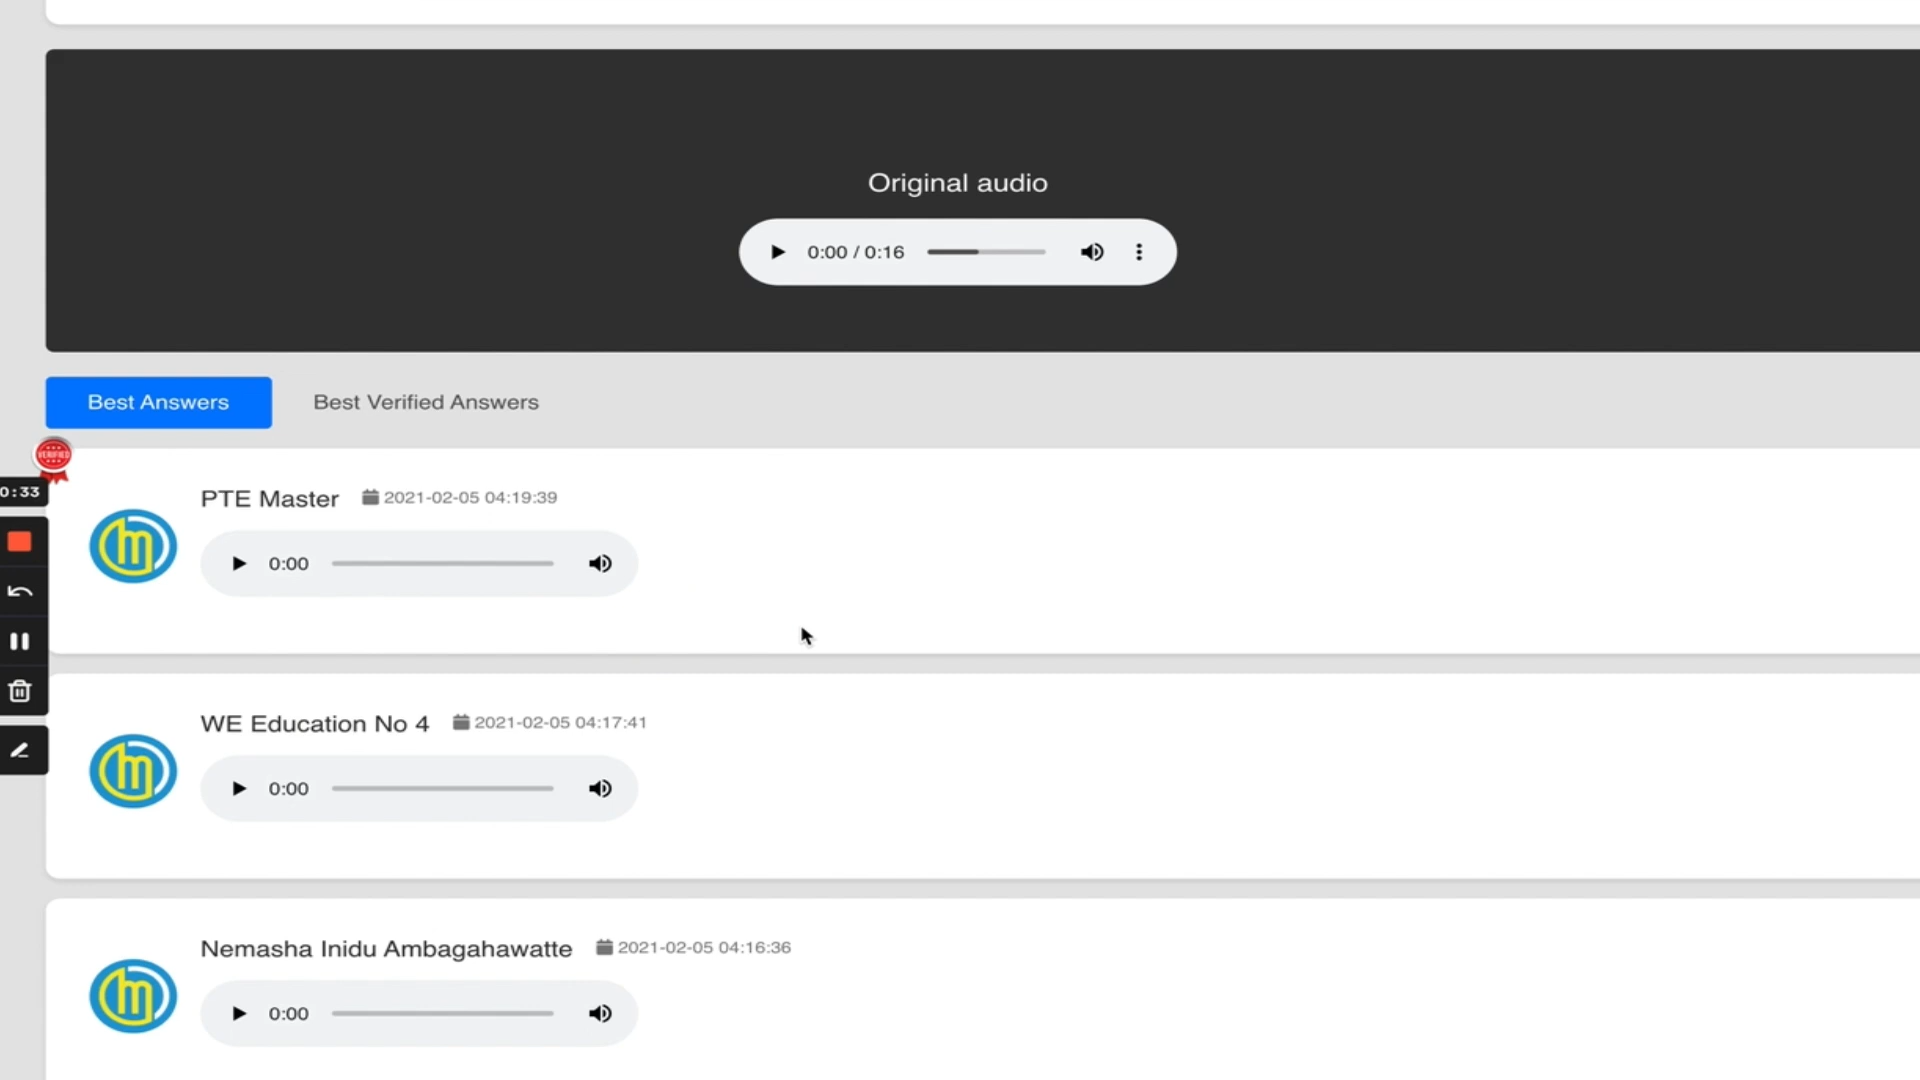 Original audio
0:00 / 0:16
Best Answers
Best Verified Answers
VERIFIED
0:33
PTE Master
2021-02-05 04:19:39
0:00
WE Education No 4
2021-02-05 04:17:41
0:00
Nemasha Inidu Ambagahawatte
2021-02-05 04:16:36
0:00